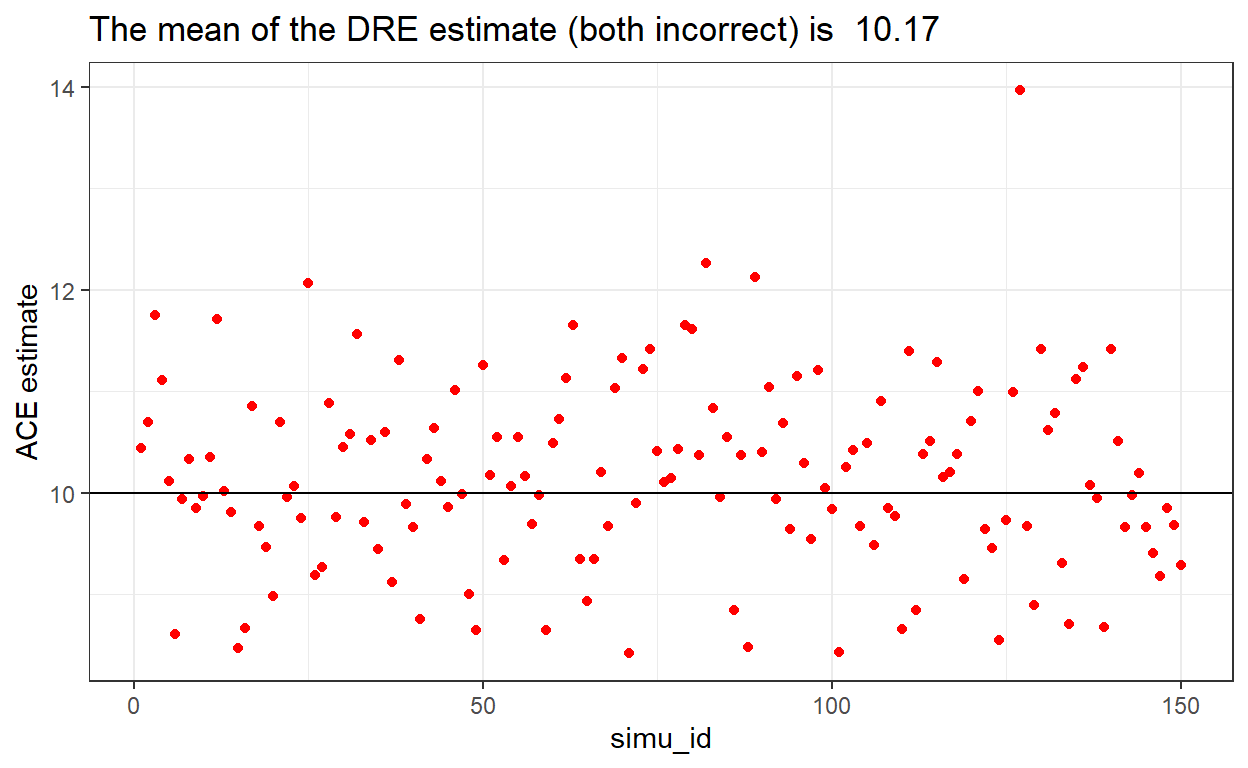 The mean of the DRE estimate (both incorrect) is  10.17
14
12
10
ACE estimate
0
50
100
150
simu_id